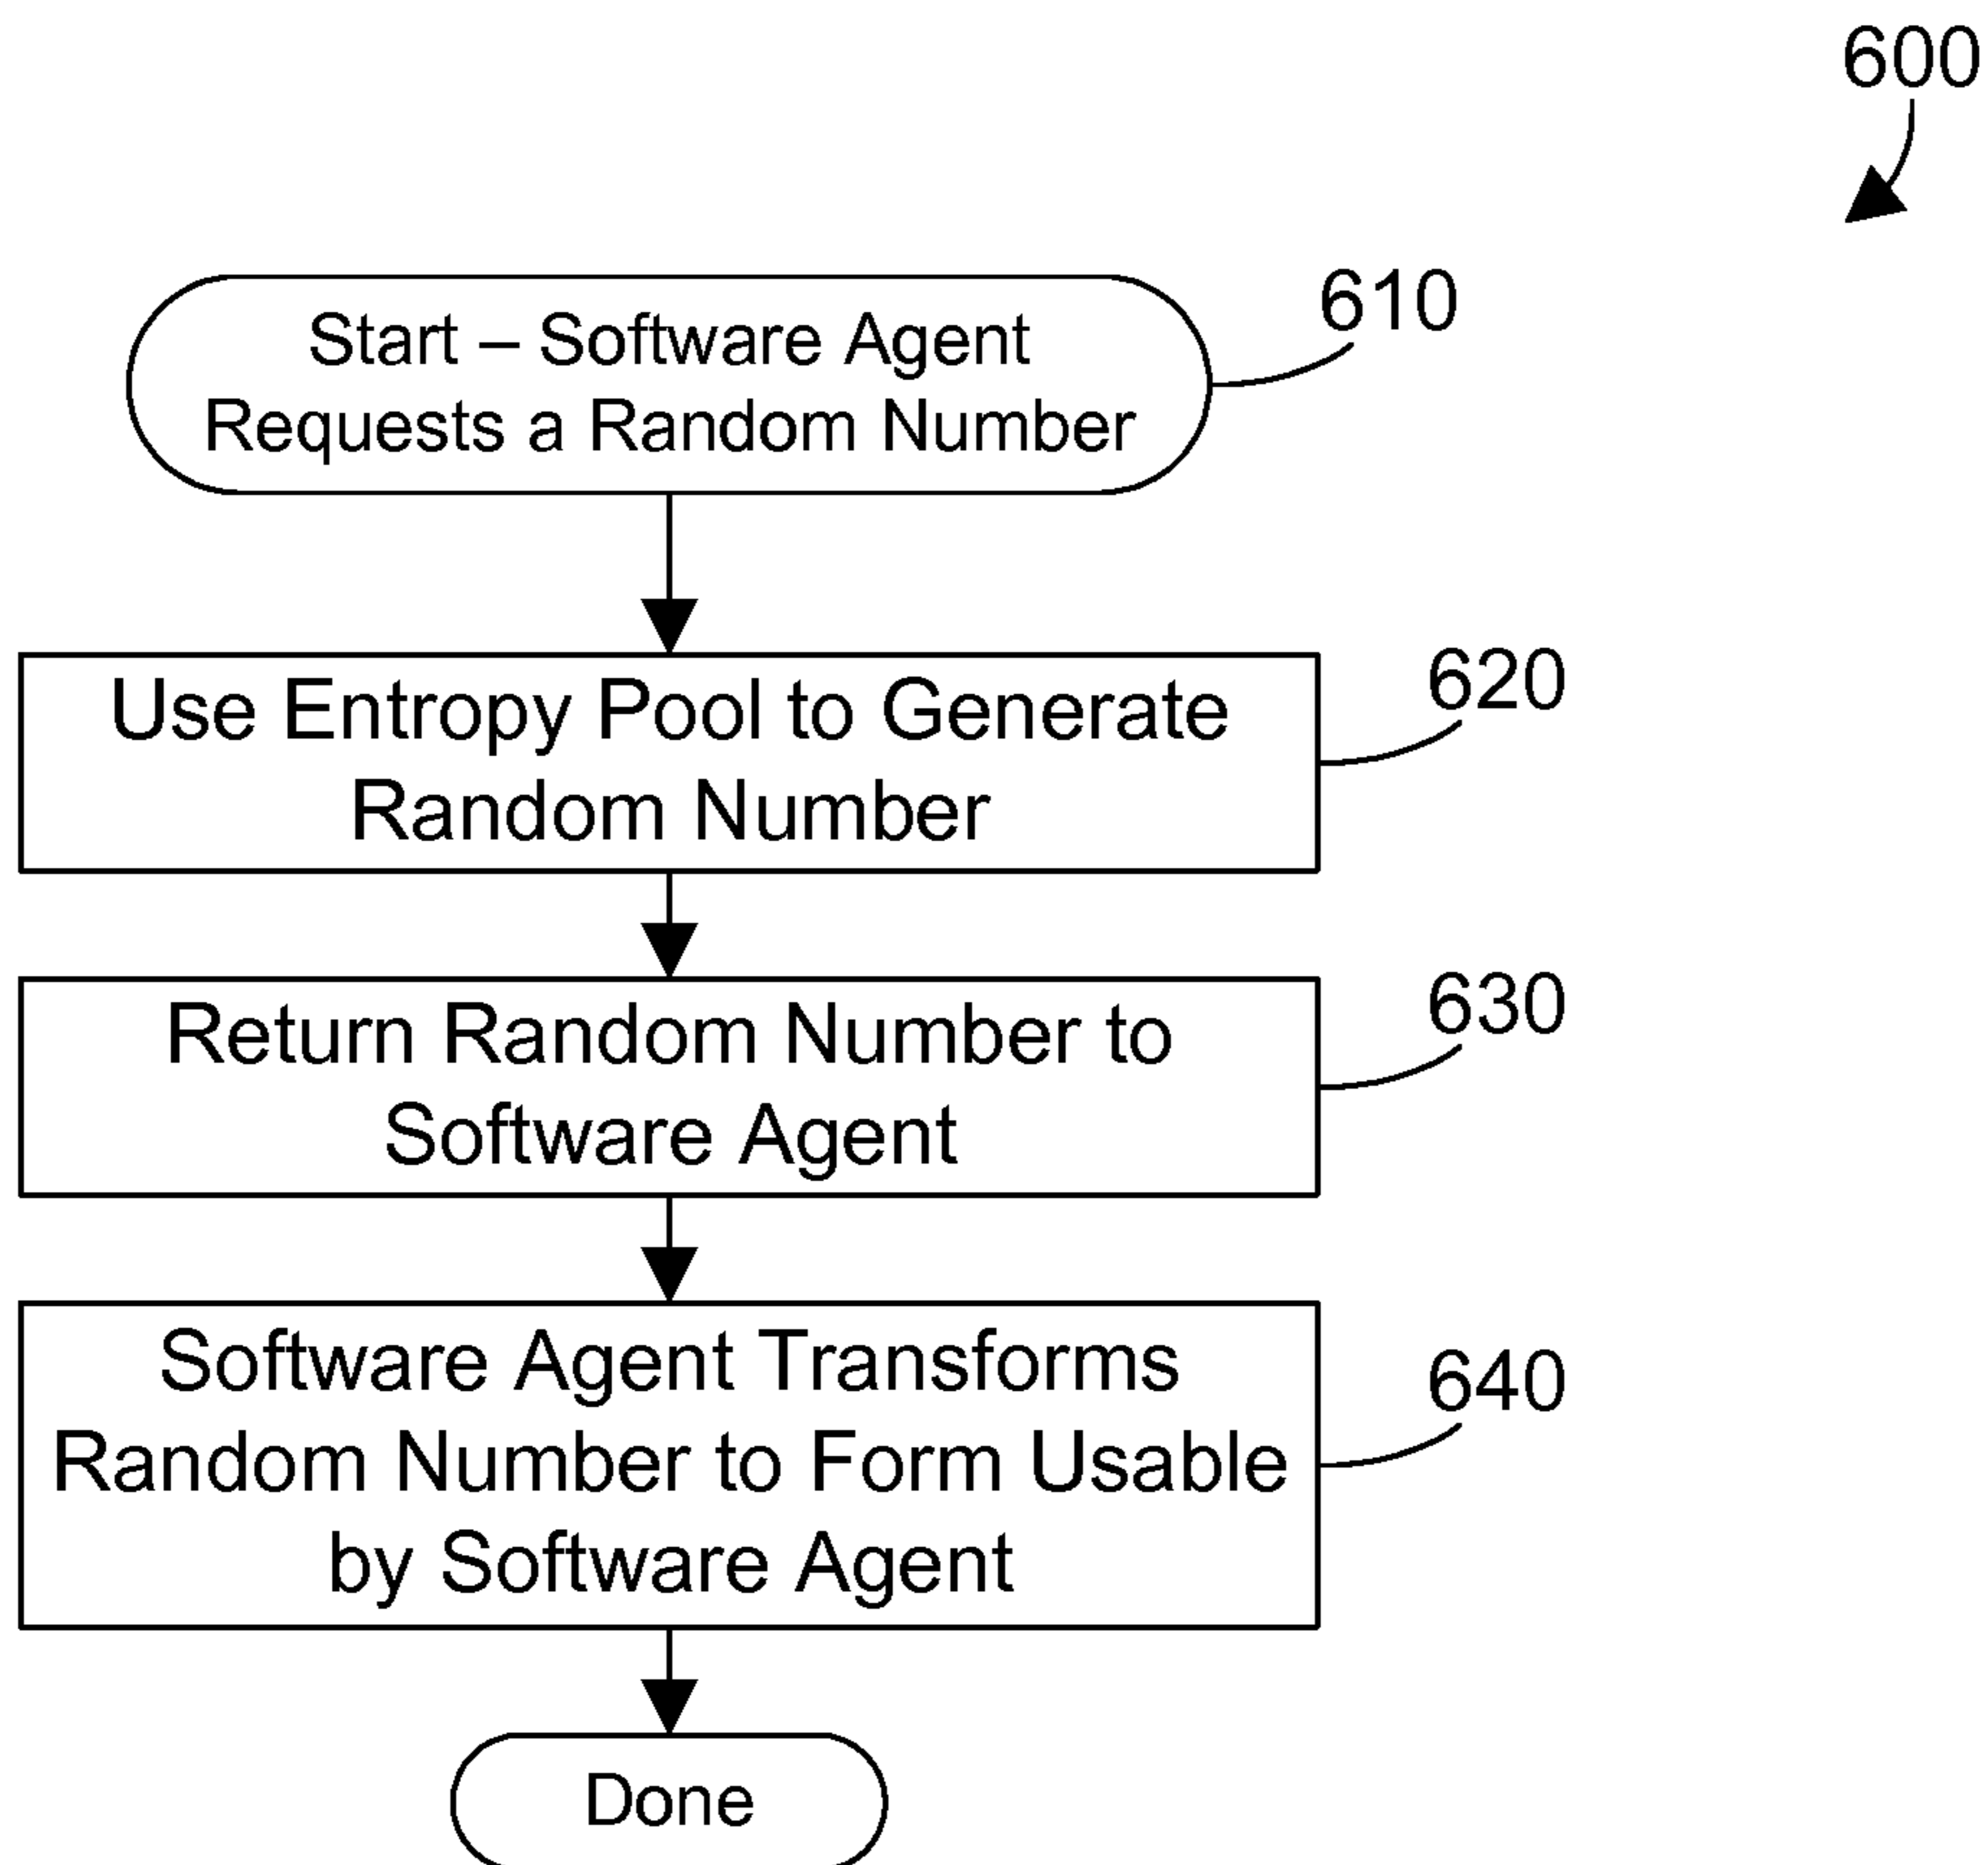 600
Start – Software Agent
Requests a Random Number
610
Use Entropy Pool to Generate
Random Number
620
Return Random Number to
Software Agent
630
Software Agent Transforms
Random Number to Form Usable
by Software Agent
640
Done